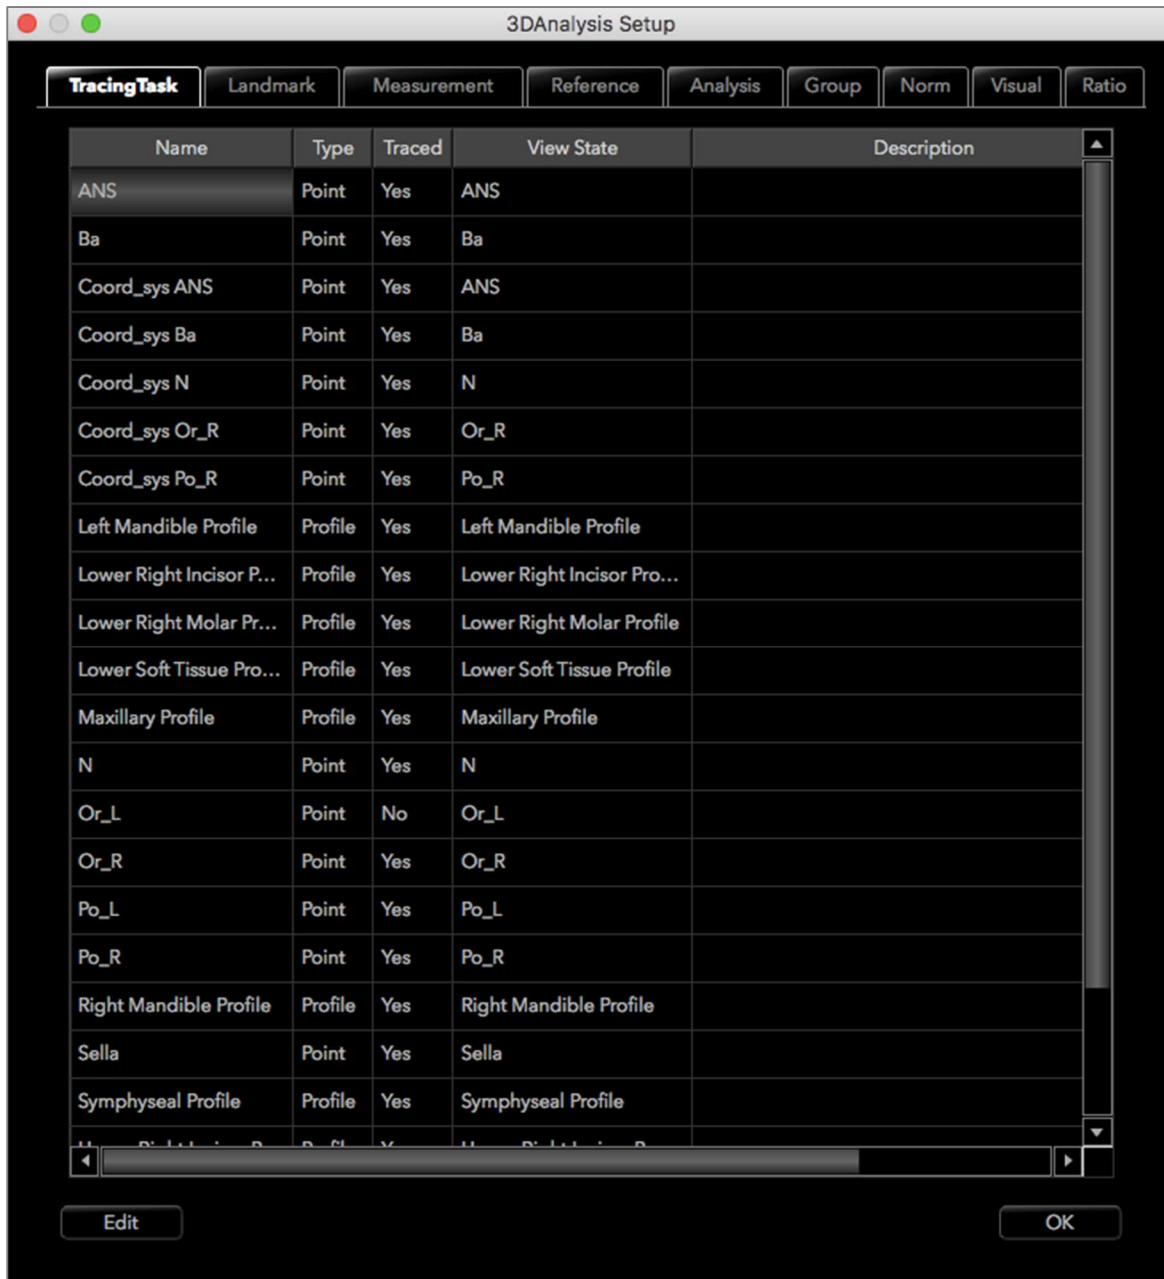 3DAnalysis Setup
TracingTask Landmark Measurement Reference Analysis Group Norm Visual Ratio
Name Type Traced View State Description
ANS Point Yes ANS
Ba Point Yes Ba
Coord_sys ANS Point Yes ANS
Coord_sys Ba Point Yes Ba
Coord_sys N Point Yes N
Coord_sys Or_R Point Yes Or_R
Coord_sys Po_R Point Yes Po_R
Left Mandible Profile Profile Yes Left Mandible Profile
Lower Right Incisor P... Profile Yes Lower Right Incisor Pro...
Lower Right Molar Pr... Profile Yes Lower Right Molar Profile
Lower Soft Tissue Pro... Profile Yes Lower Soft Tissue Profile
Maxillary Profile Profile Yes Maxillary Profile
N Point Yes N
Or_L Point No Or_L
Or_R Point Yes Or_R
Po_L Point Yes Po_L
Po_R Point Yes Po_R
Right Mandible Profile Profile Yes Right Mandible Profile
Sella Point Yes Sella
Symphyseal Profile Profile Yes Symphyseal Profile
Edit OK